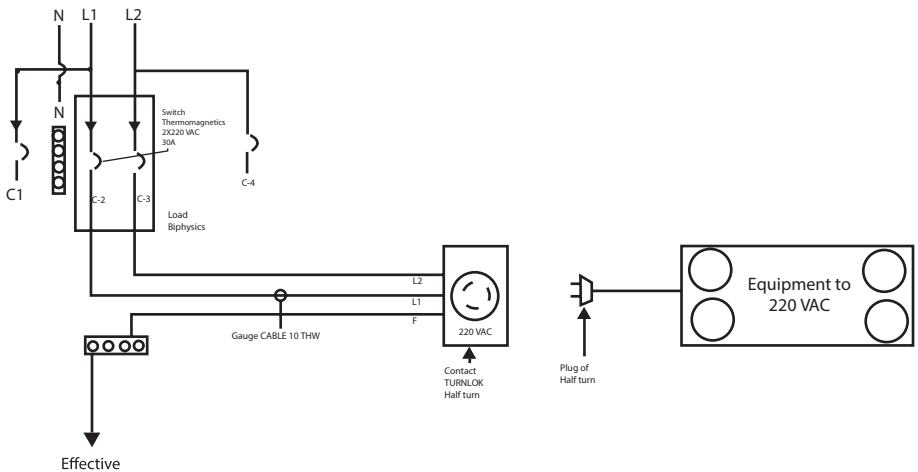 N
L1
L2
N
Switch
Thermomagnetics
2X220 VAC
30A
C1
C-2
C-3
C-4
Load
Biphysics
L2
L1
F
Gauge CABLE 10 THW
220 VAC
Contact
TURNLOK
Half turn
Plug of
Half turn
Equipment to
220 VAC
Effective